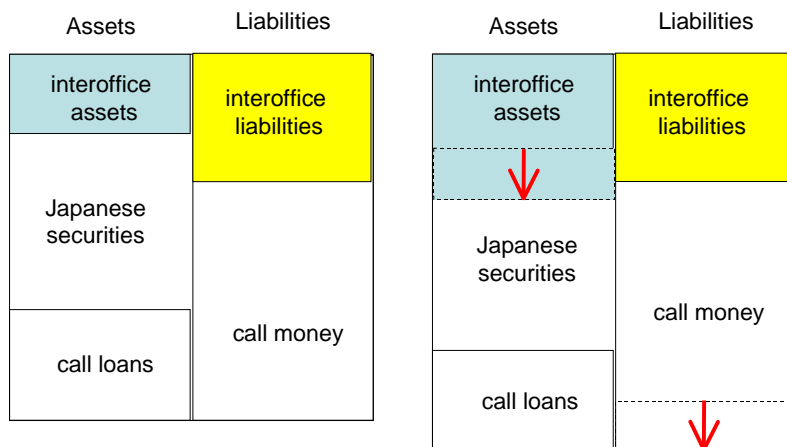 Assets
Liabilities
interoffice
assets
interoffice
liabilities
Japanese
securities
call money
call loans
Assets
Liabilities
interoffice
assets
interoffice
liabilities
Japanese
securities
call money
call loans